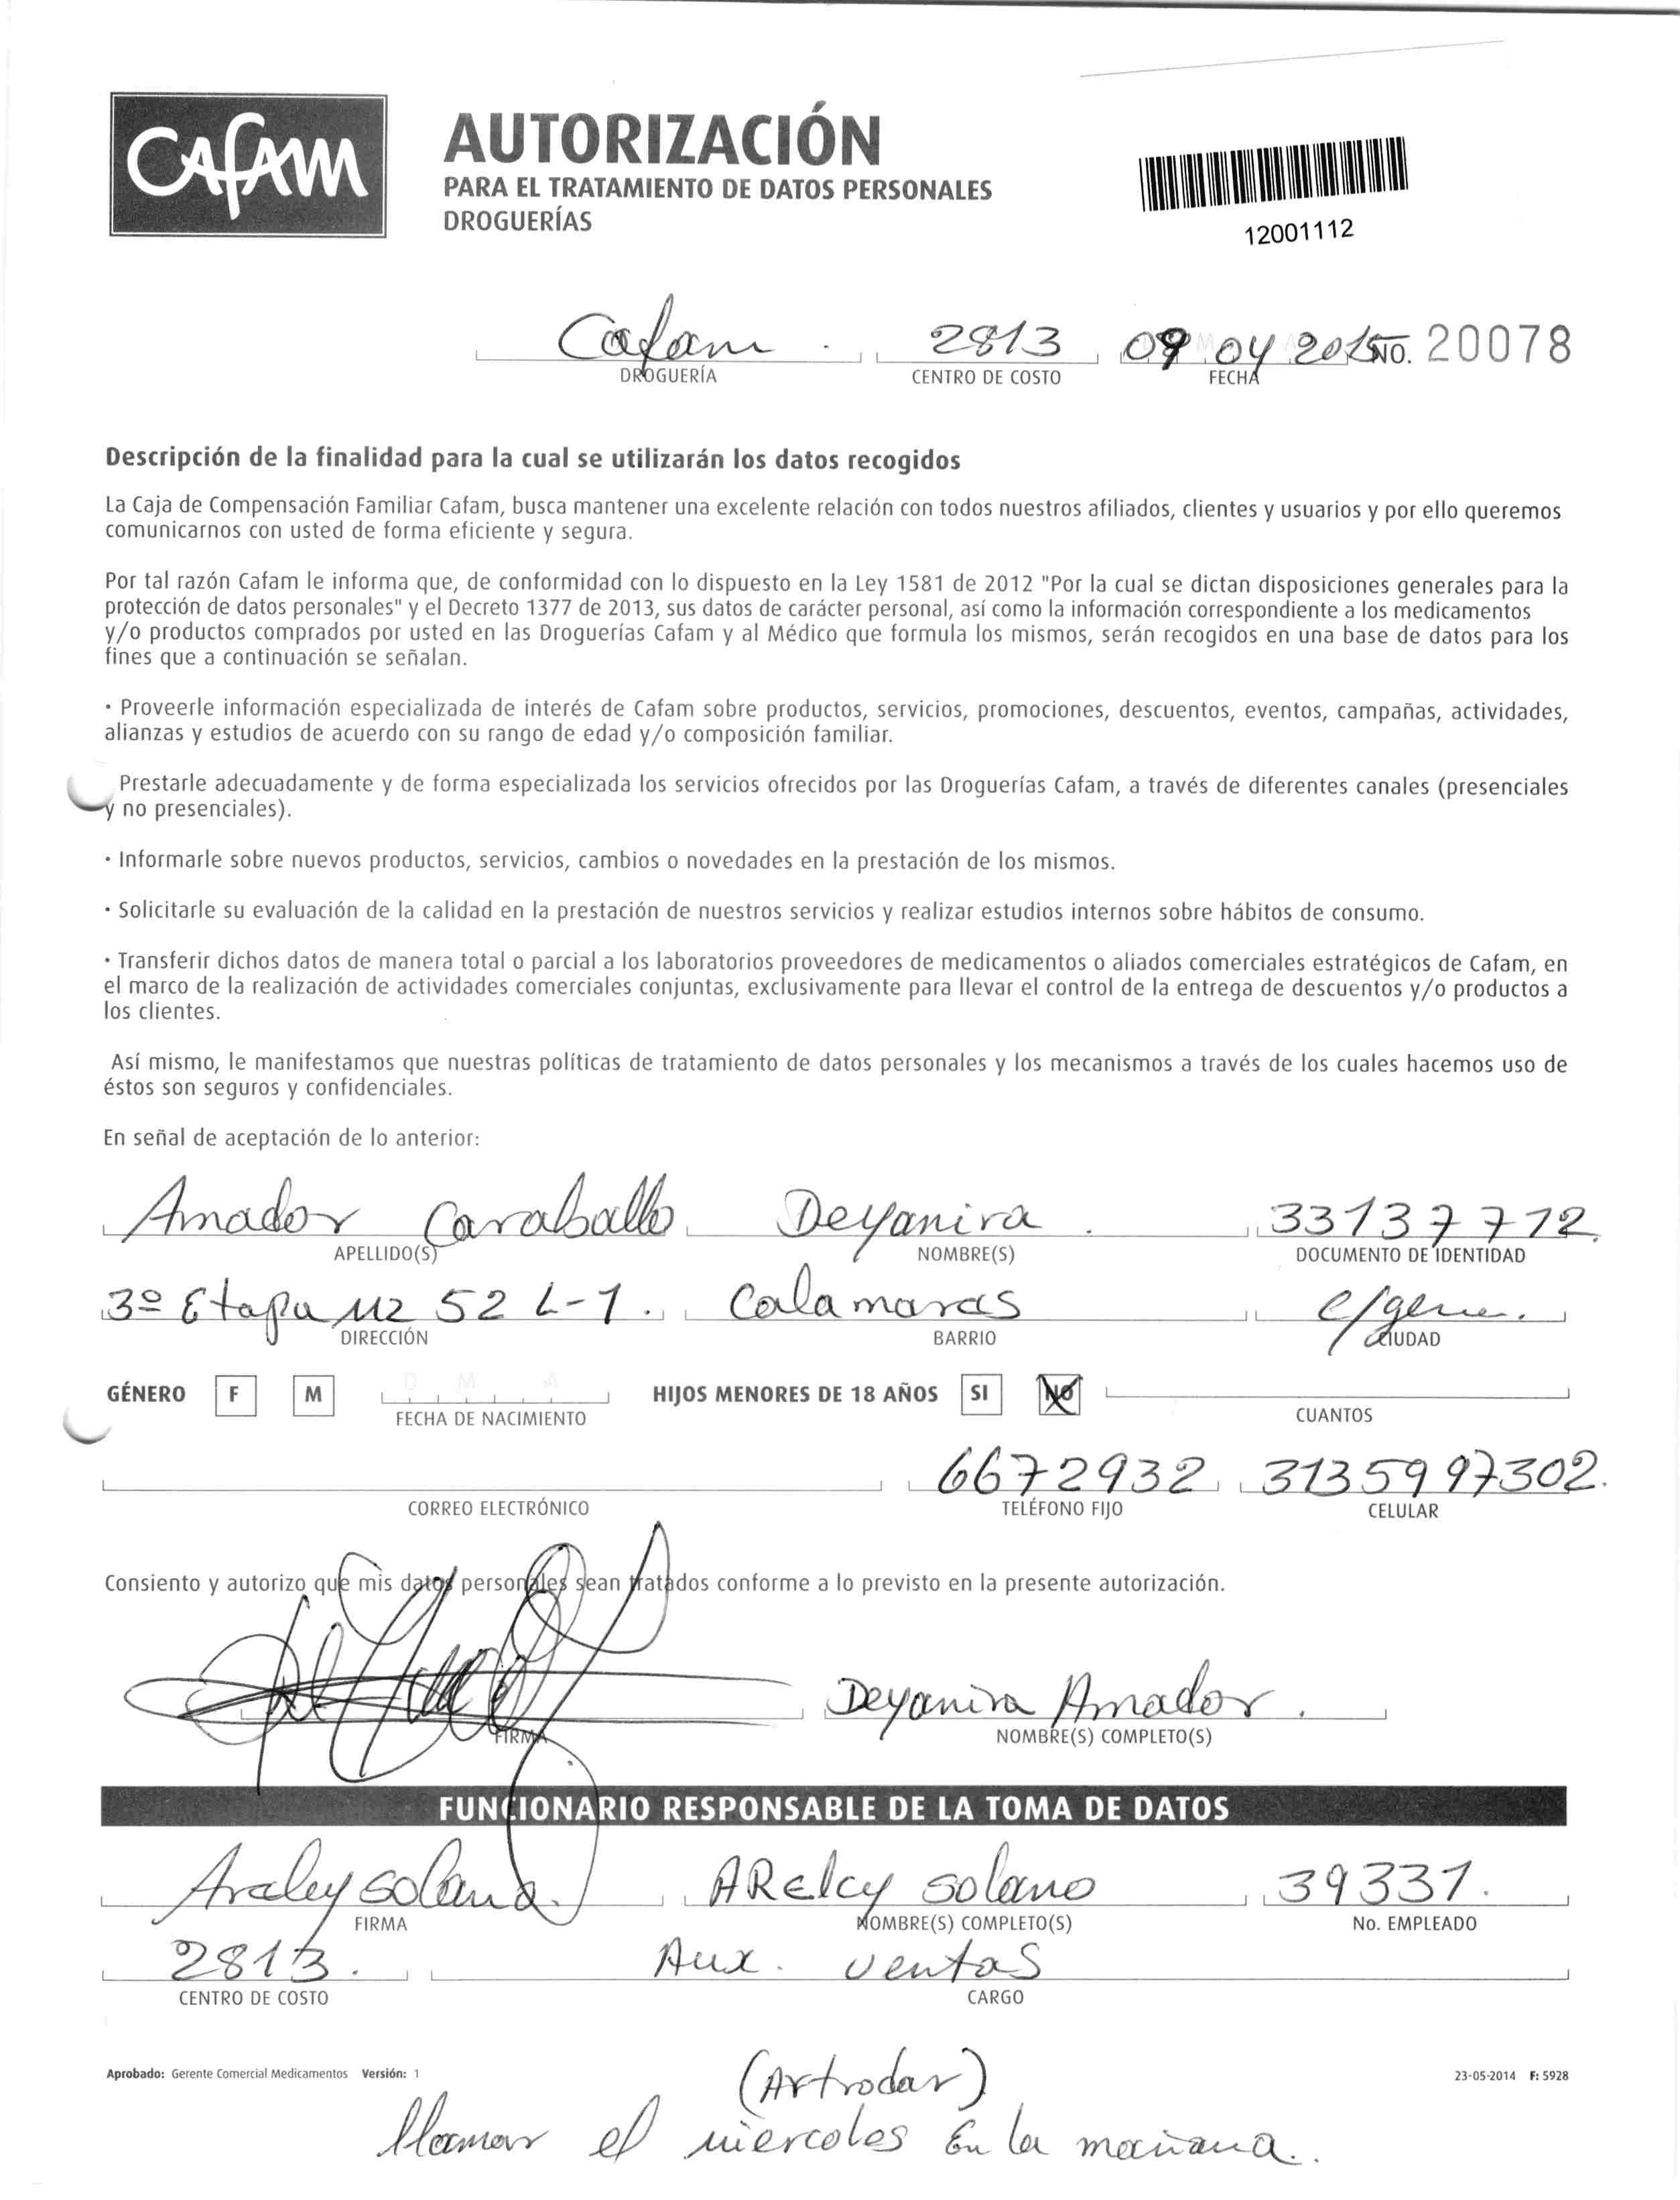 CAFAM
AUTORIZACIÓN
PARA EL TRATAMIENTO DE DATOS PERSONALES
DROGUERÍAS
12001112
Cafam . 2813 09 04 2015 NO. 20078
DROGUERÍA CENTRO DE COSTO FECHA
Descripción de la finalidad para la cual se utilizarán los datos recogidos
La Caja de Compensación Familiar Cafam, busca mantener una excelente relación con todos nuestros afiliados, clientes y usuarios y por ello queremos
comunicarnos con usted de forma eficiente y segura.
Por tal razón Cafam le informa que, de conformidad con lo dispuesto en la Ley 1581 de 2012 "Por la cual se dictan disposiciones generales para la
protección de datos personales" y el Decreto 1377 de 2013, sus datos de carácter personal, así como la información correspondiente a los medicamentos
y/o productos comprados por usted en las Droguerías Cafam y al Médico que formula los mismos, serán recogidos en una base de datos para los
fines que a continuación se señalan.
· Proveerle información especializada de interés de Cafam sobre productos, servicios, promociones, descuentos, eventos, campañas, actividades,
alianzas y estudios de acuerdo con su rango de edad y/o composición familiar.
Prestarle adecuadamente y de forma especializada los servicios ofrecidos por las Droguerías Cafam, a través de diferentes canales (presenciales
y no presenciales).
· Informarle sobre nuevos productos, servicios, cambios o novedades en la prestación de los mismos.
· Solicitarle su evaluación de la calidad en la prestación de nuestros servicios y realizar estudios internos sobre hábitos de consumo.
· Transferir dichos datos de manera total o parcial a los laboratorios proveedores de medicamentos o aliados comerciales estratégicos de Cafam, en
el marco de la realización de actividades comerciales conjuntas, exclusivamente para llevar el control de la entrega de descuentos y/o productos a
los clientes.
Así mismo, le manifestamos que nuestras políticas de tratamiento de datos personales y los mecanismos a través de los cuales hacemos uso de
éstos son seguros y confidenciales.
En señal de aceptación de lo anterior:
Amador Caraballo Deyanira . 33137712.
APELLIDO(S) NOMBRE(S) DOCUMENTO DE IDENTIDAD
3º Etapa Mz 52 L-1. Calamares C/gena.
DIRECCIÓN BARRIO CIUDAD
GÉNERO F M D M A HIJOS MENORES DE 18 AÑOS SI NO
FECHA DE NACIMIENTO CUANTOS
6672932 3135997302.
CORREO ELECTRÓNICO TELÉFONO FIJO CELULAR
Consiento y autorizo que mis datos personales sean tratados conforme a lo previsto en la presente autorización.
Deyanira Amador .
FIRMA NOMBRE(S) COMPLETO(S)
FUNCIONARIO RESPONSABLE DE LA TOMA DE DATOS
Arelcy Solano. ARelcy Solano 39331.
FIRMA NOMBRE(S) COMPLETO(S) No. EMPLEADO
2813. Aux. Ventas
CENTRO DE COSTO CARGO
Aprobado: Gerente Comercial Medicamentos Versión: 1 (Artrodar) 23-05-2014 F: 5928
llamar el miercoles En la mañana.